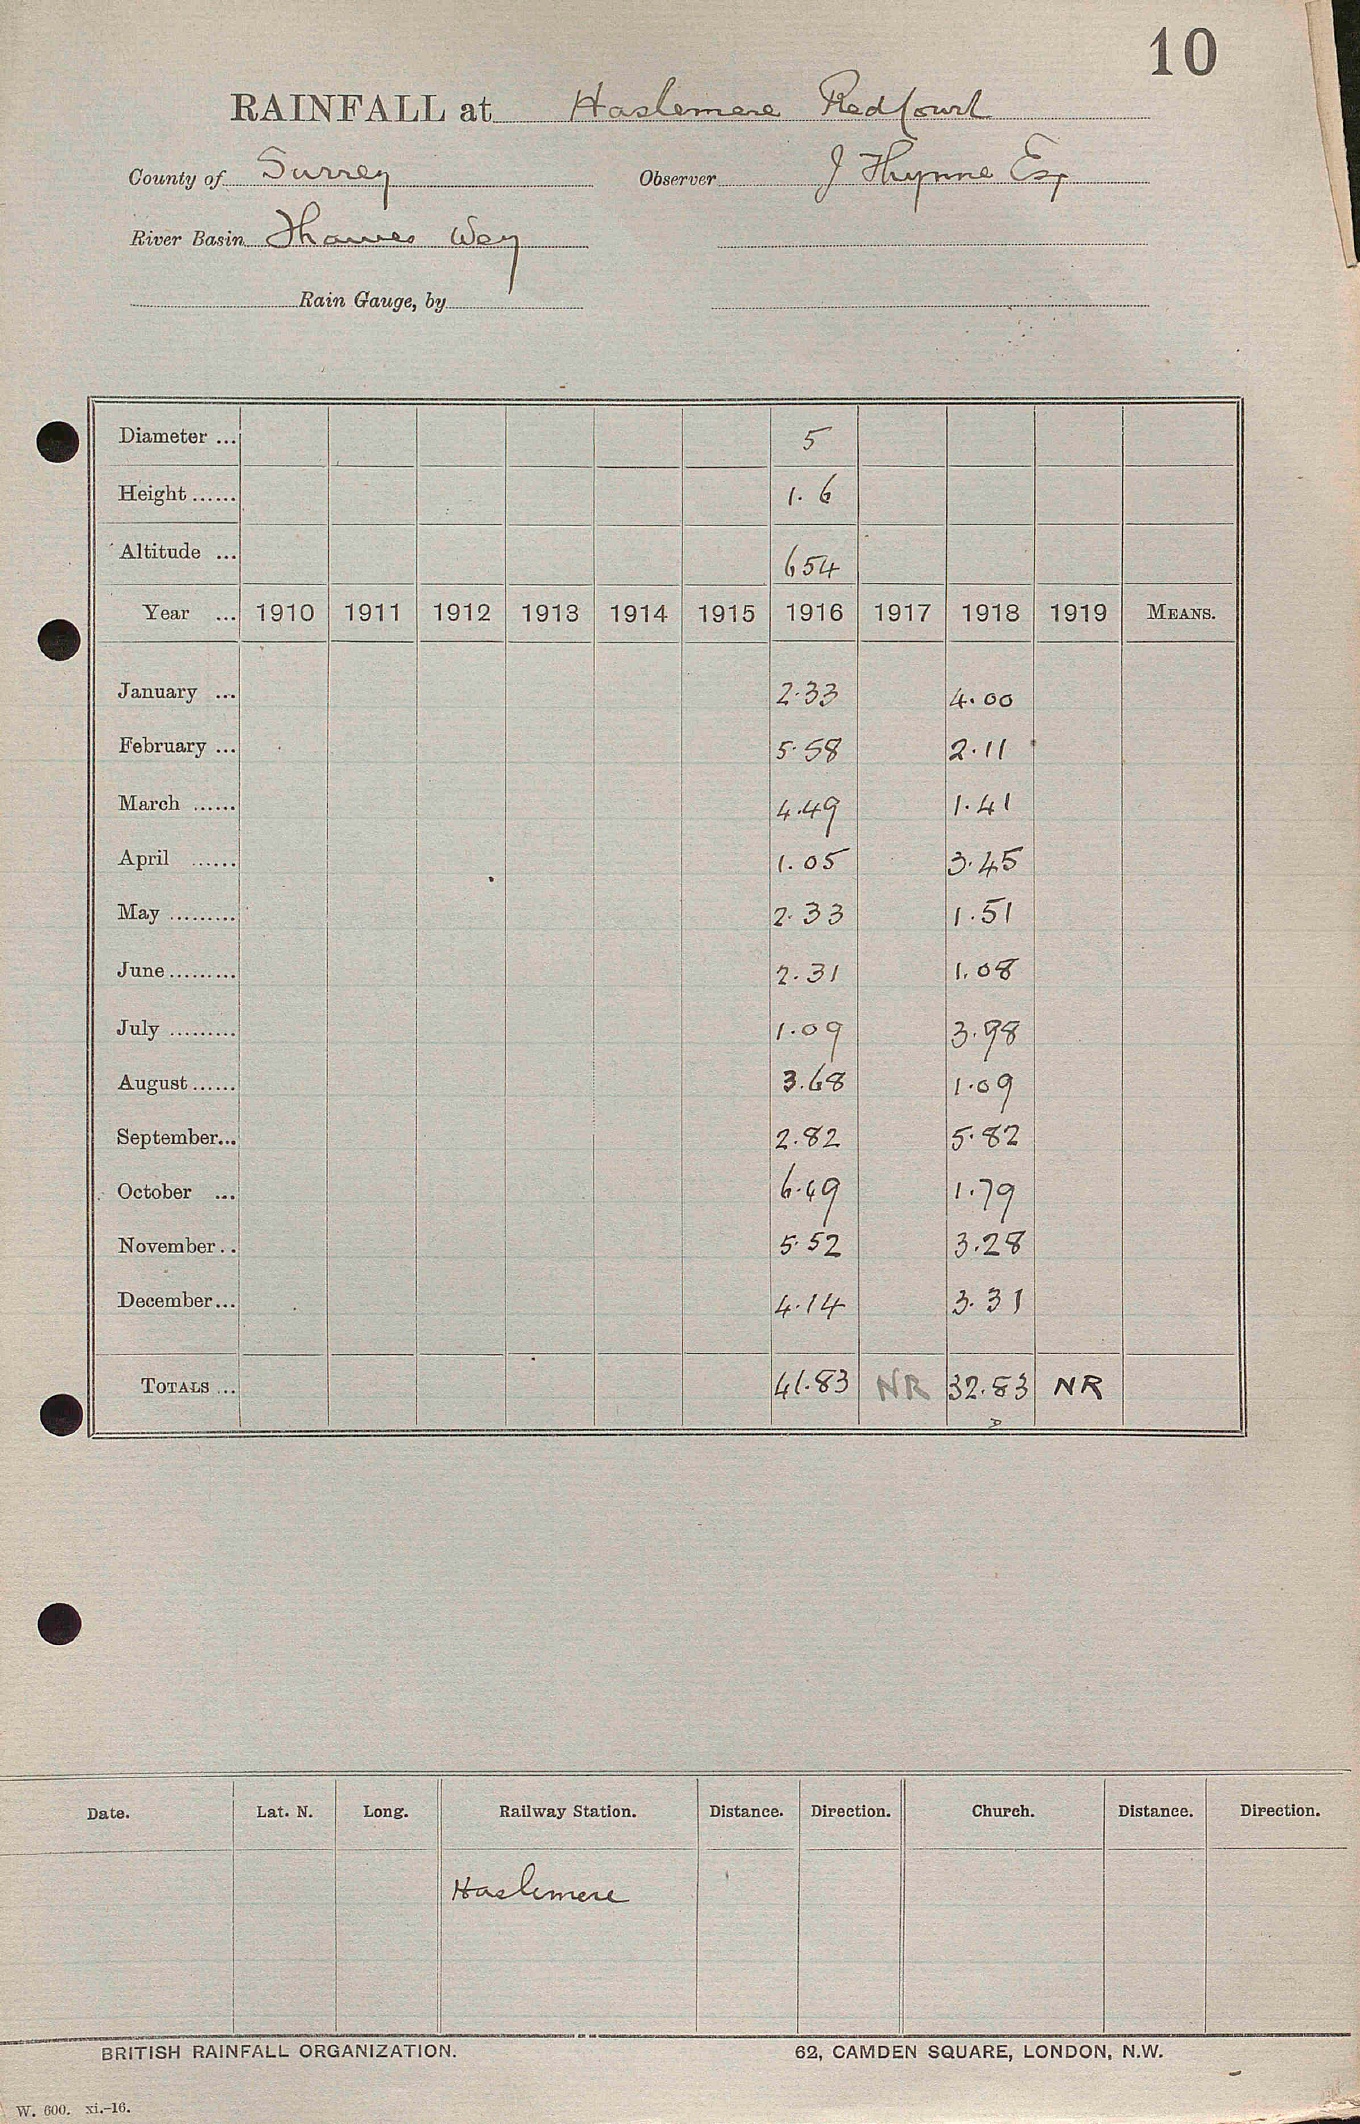 10
RAINFALL at Haslemere Red Court
County of Surrey Observer J Thynne Esq
River Basin Thames Wey
Rain Gauge, by
Diameter ... 5
Height ...... 1.6
Altitude ... 654
Year ... 1910 1911 1912 1913 1914 1915 1916 1917 1918 1919 MEANS.
January ... 2.33 4.00
February ... 5.58 2.11
March ...... 4.49 1.41
April ...... 1.05 3.45
May ......... 2.33 1.51
June ......... 2.31 1.08
July ......... 1.09 3.98
August ...... 3.68 1.09
September... 2.82 5.82
October ... 6.49 1.79
November .. 5.52 3.28
December... 4.14 3.31
TOTALS ... 41.83 NR 32.83 NR
Date. Lat. N. Long. Railway Station. Distance. Direction. Church. Distance. Direction.
Haslemere
BRITISH RAINFALL ORGANIZATION. 62, CAMDEN SQUARE, LONDON, N.W.
W. 600. xi.-16.